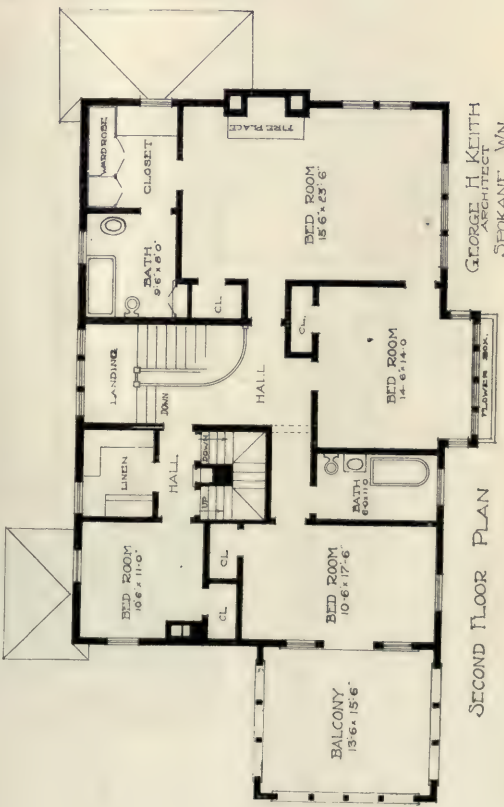 WARDROBE
CLOSET
BATH
9'-6" x 8'-0"
FIRE PLACE
BED ROOM
15'-6" x 23'-6"
CL.
CL.
LANDING
DOWN
HALL
BED ROOM
14'-6" x 14'-0
FLOWER BOX.
LINEN
HALL
UP
DOWN
BATH
6-0 x 11-0
BED ROOM
10'6" x 11'-0"
CL
CL
BED ROOM
10'-6 x 17'-6"
BALCONY
13'-6 x 15'-6"
SECOND FLOOR PLAN
GEORGE H KEITH
ARCHITECT
SPOKANE WN